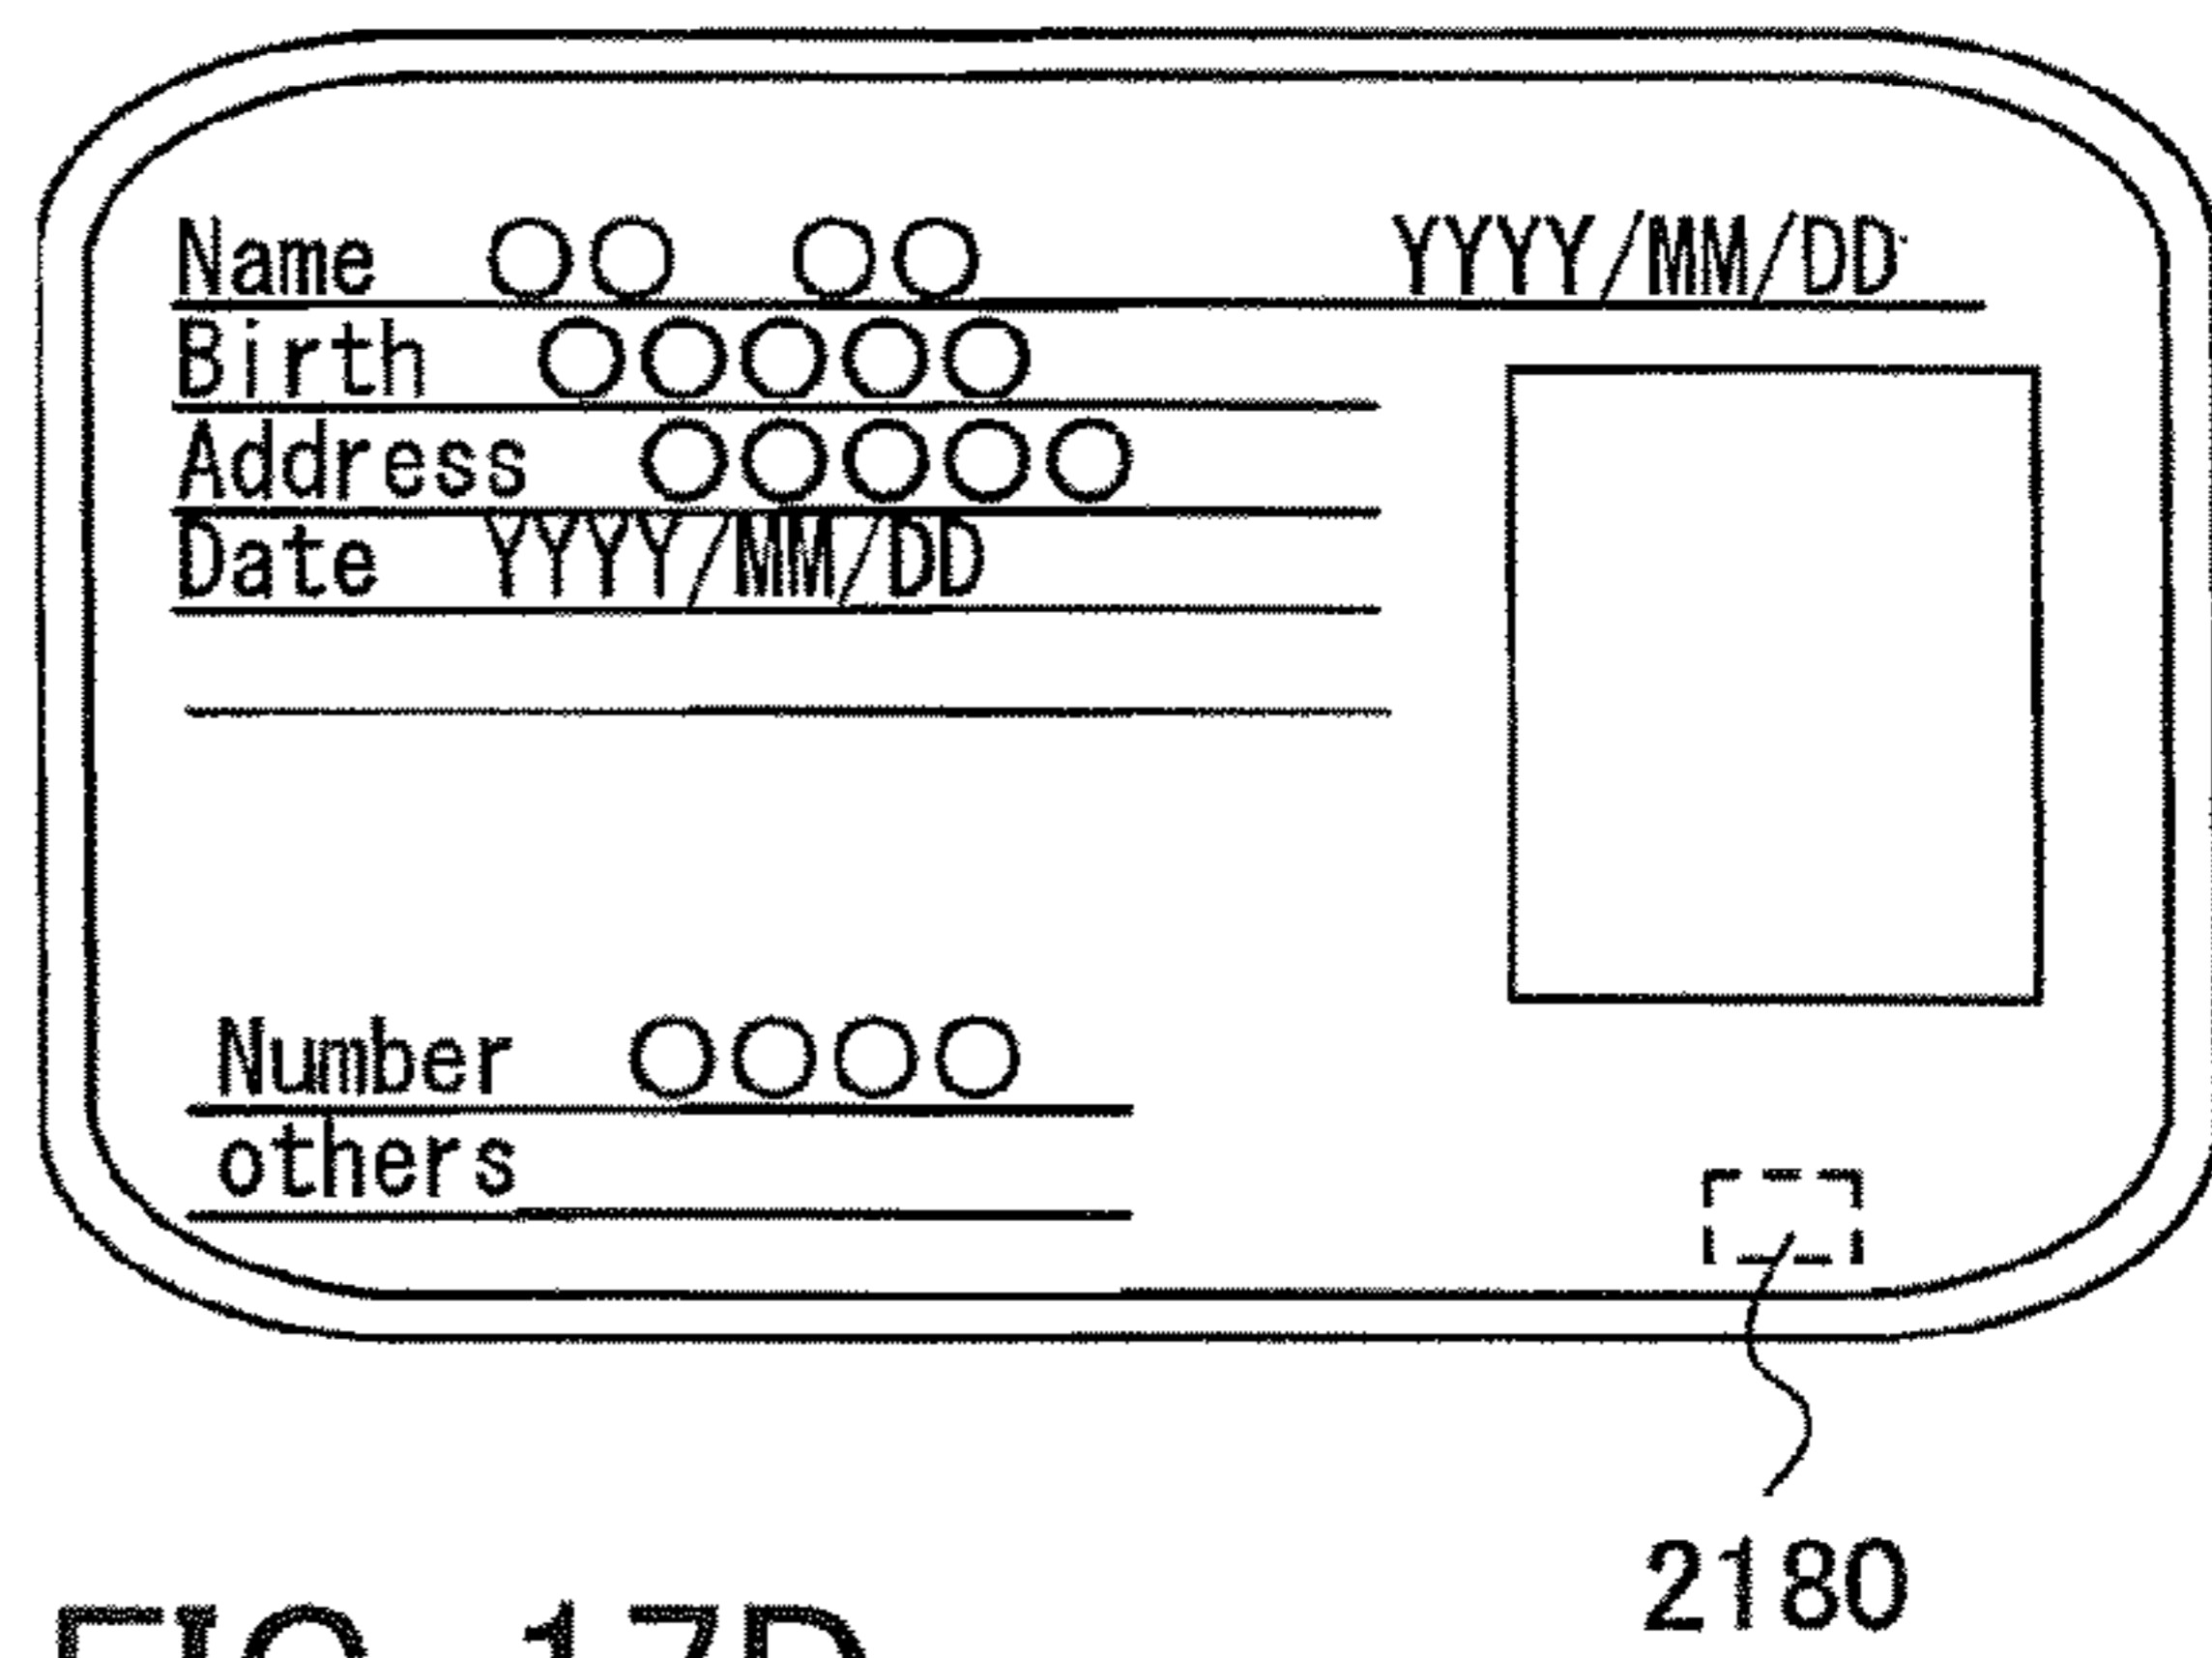 Name ○○ ○○ YYYY/MM/DD
Birth ○○○○○
Address ○○○○○
Date YYYY/MM/DD
Number ○○○○
others
2180